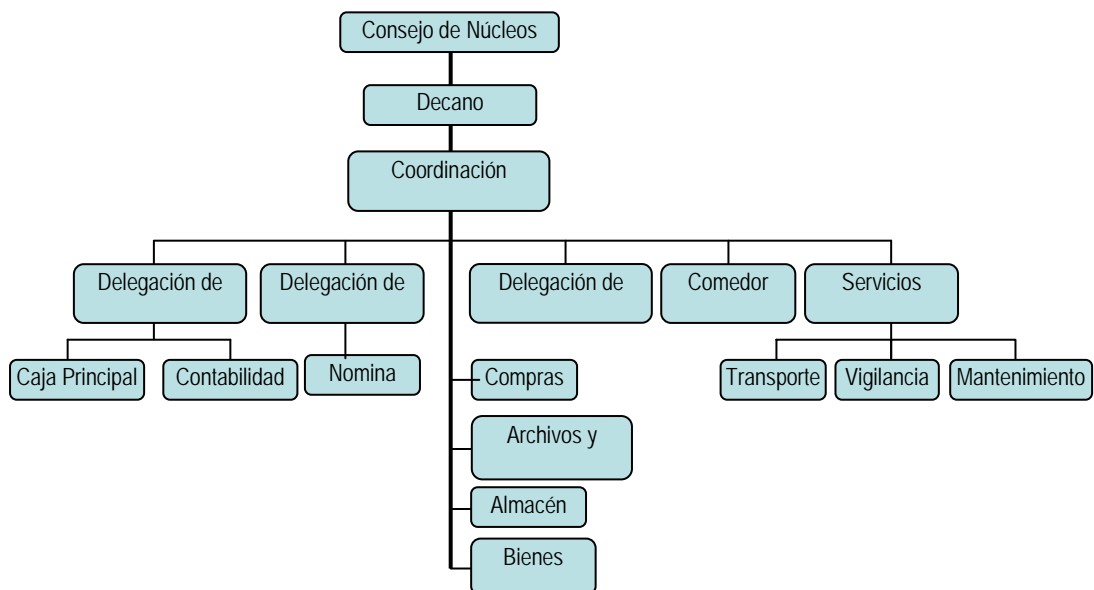 Consejo de Núcleos
Decano
Coordinación
Delegación de
Delegación de
Delegación de
Comedor
Servicios
Caja Principal
Contabilidad
Nomina
Compras
Transporte
Vigilancia
Mantenimiento
Archivos y
Almacén
Bienes